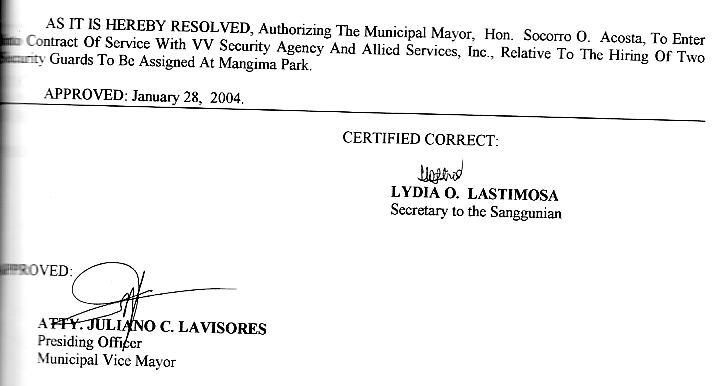 AS IT IS HEREBY RESOLVED, Authorizing The Municipal Mayor, Hon. Socorro O. Acosta, To Enter
Into Contract Of Service With VV Security Agency And Allied Services, Inc., Relative To The Hiring Of Two
Security Guards To Be Assigned At Mangima Park.
APPROVED: January 28, 2004.
CERTIFIED CORRECT:
LYDIA O. LASTIMOSA
Secretary to the Sanggunian
APPROVED:
ATTY. JULIANO C. LAVISORES
Presiding Officer
Municipal Vice Mayor